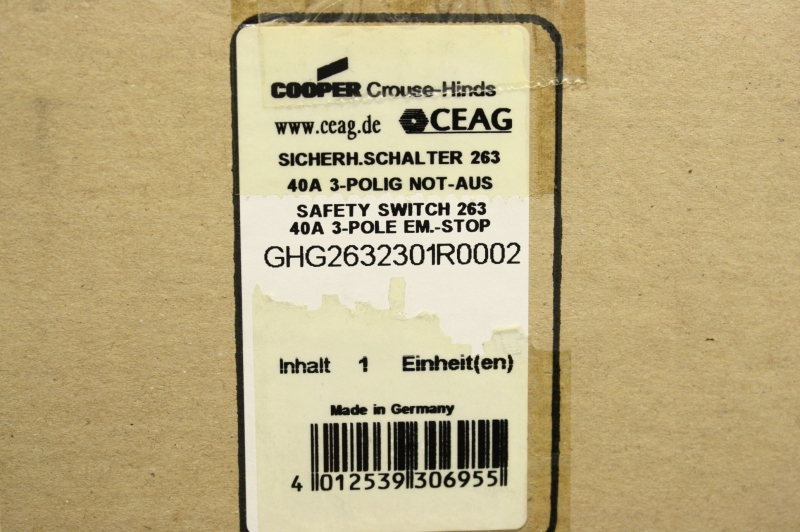 COOPER Crouse-Hinds
www.ceag.de CEAG
SICHERH.SCHALTER 263
40A 3-POLIG NOT-AUS
SAFETY SWITCH 263
40A 3-POLE EM.-STOP
GHG2632301R0002
Inhalt 1 Einheit(en)
Made in Germany
4 012539 306955